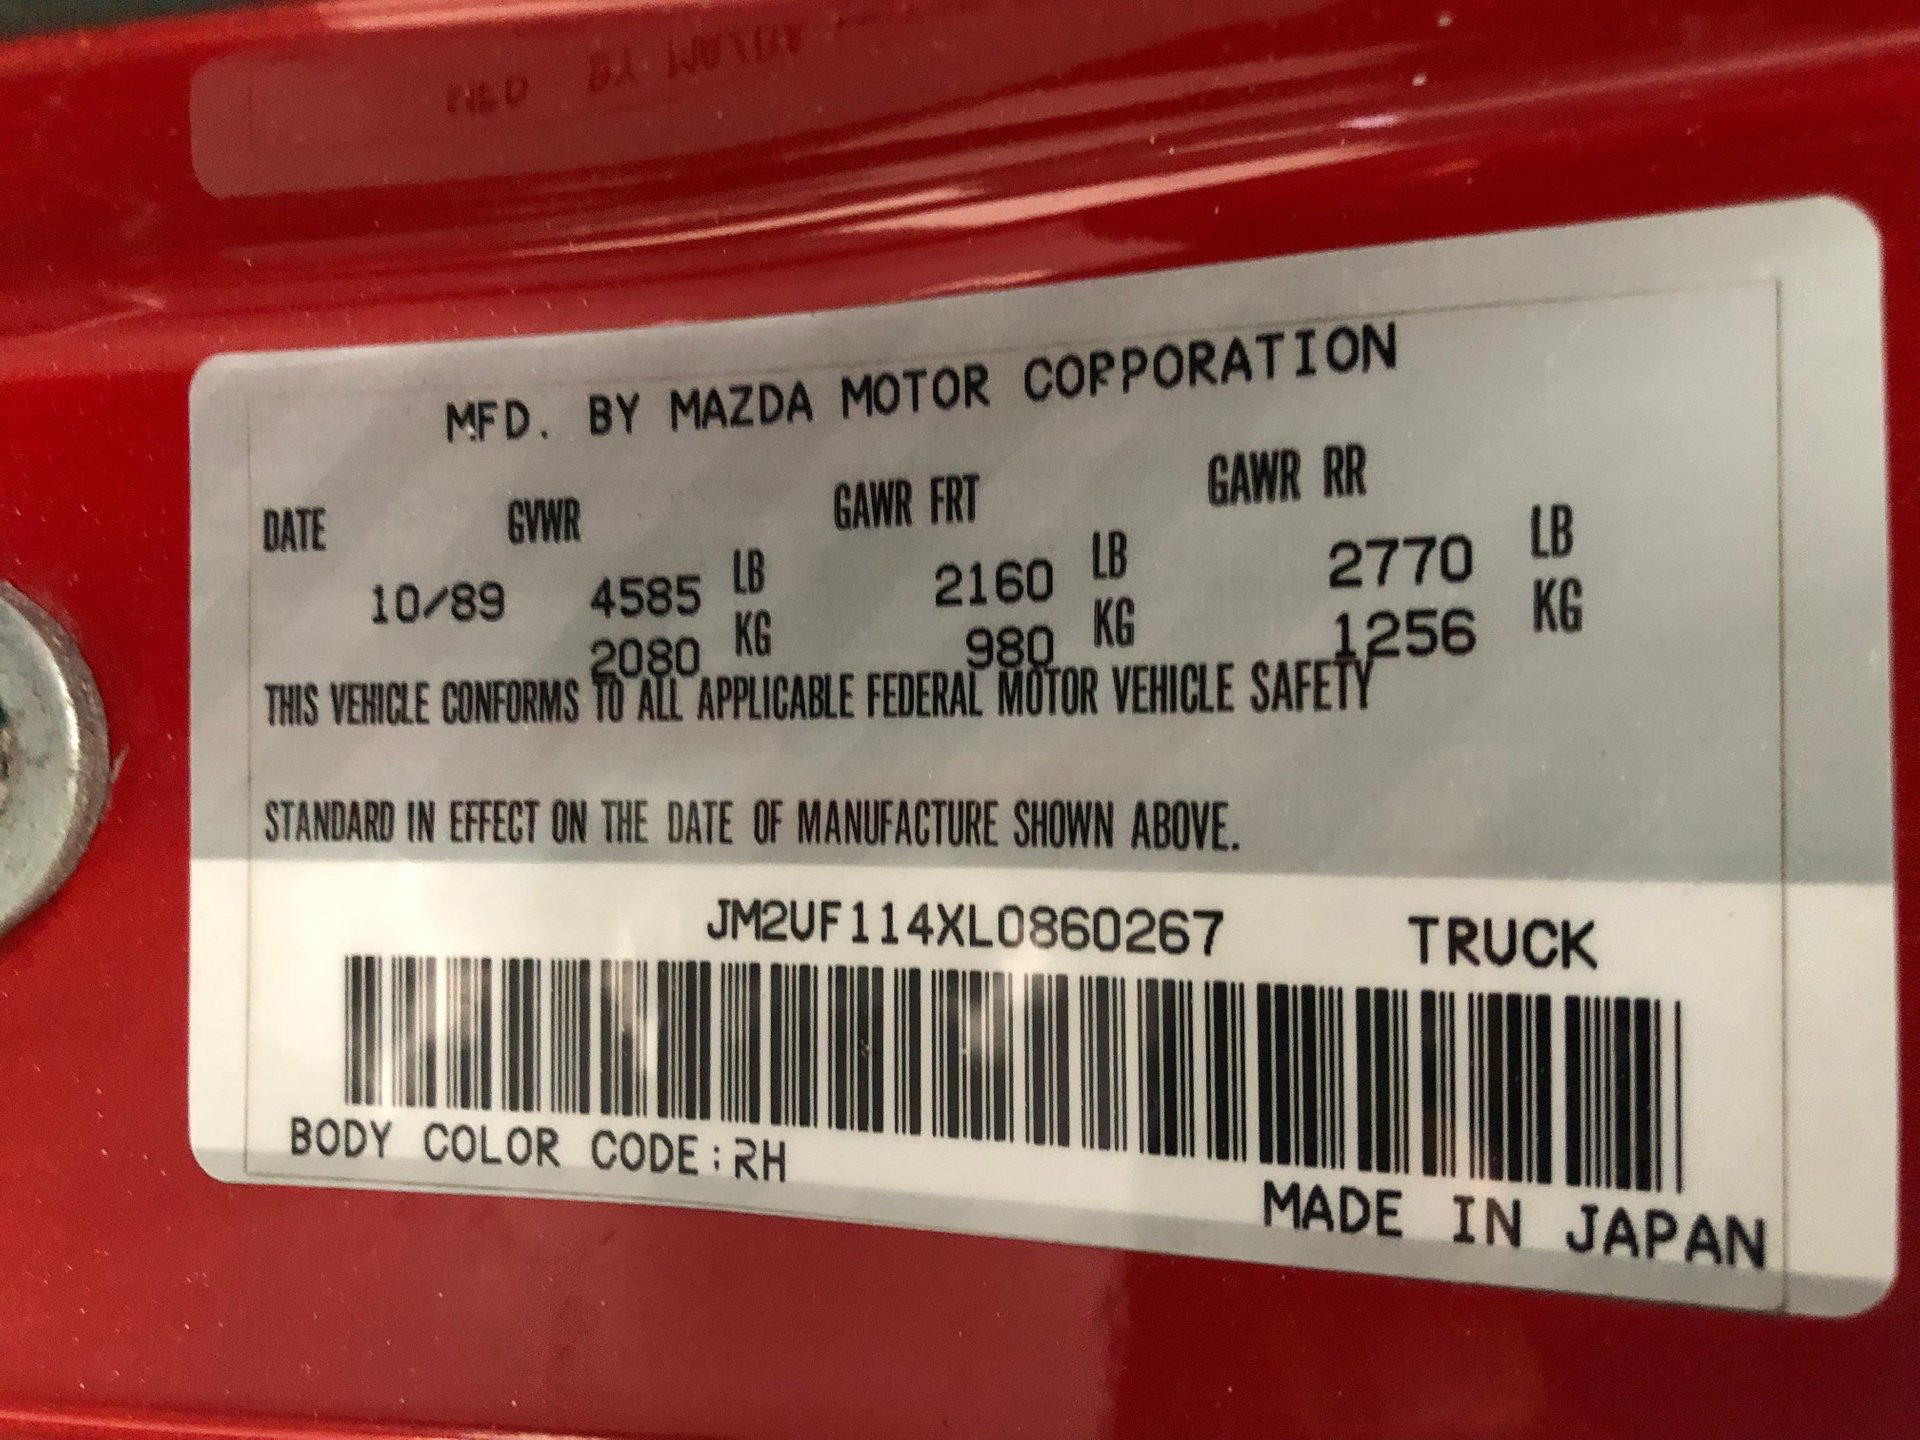 MFD. BY MAZDA MOTOR CORPORATION
DATE GVWR GAWR FRT GAWR RR
10/89 4585 LB 2160 LB 2770 LB
2080 KG 980 KG 1256 KG
THIS VEHICLE CONFORMS TO ALL APPLICABLE FEDERAL MOTOR VEHICLE SAFETY
STANDARD IN EFFECT ON THE DATE OF MANUFACTURE SHOWN ABOVE.
JM2UF114XL0860267 TRUCK
BODY COLOR CODE:RH
MADE IN JAPAN